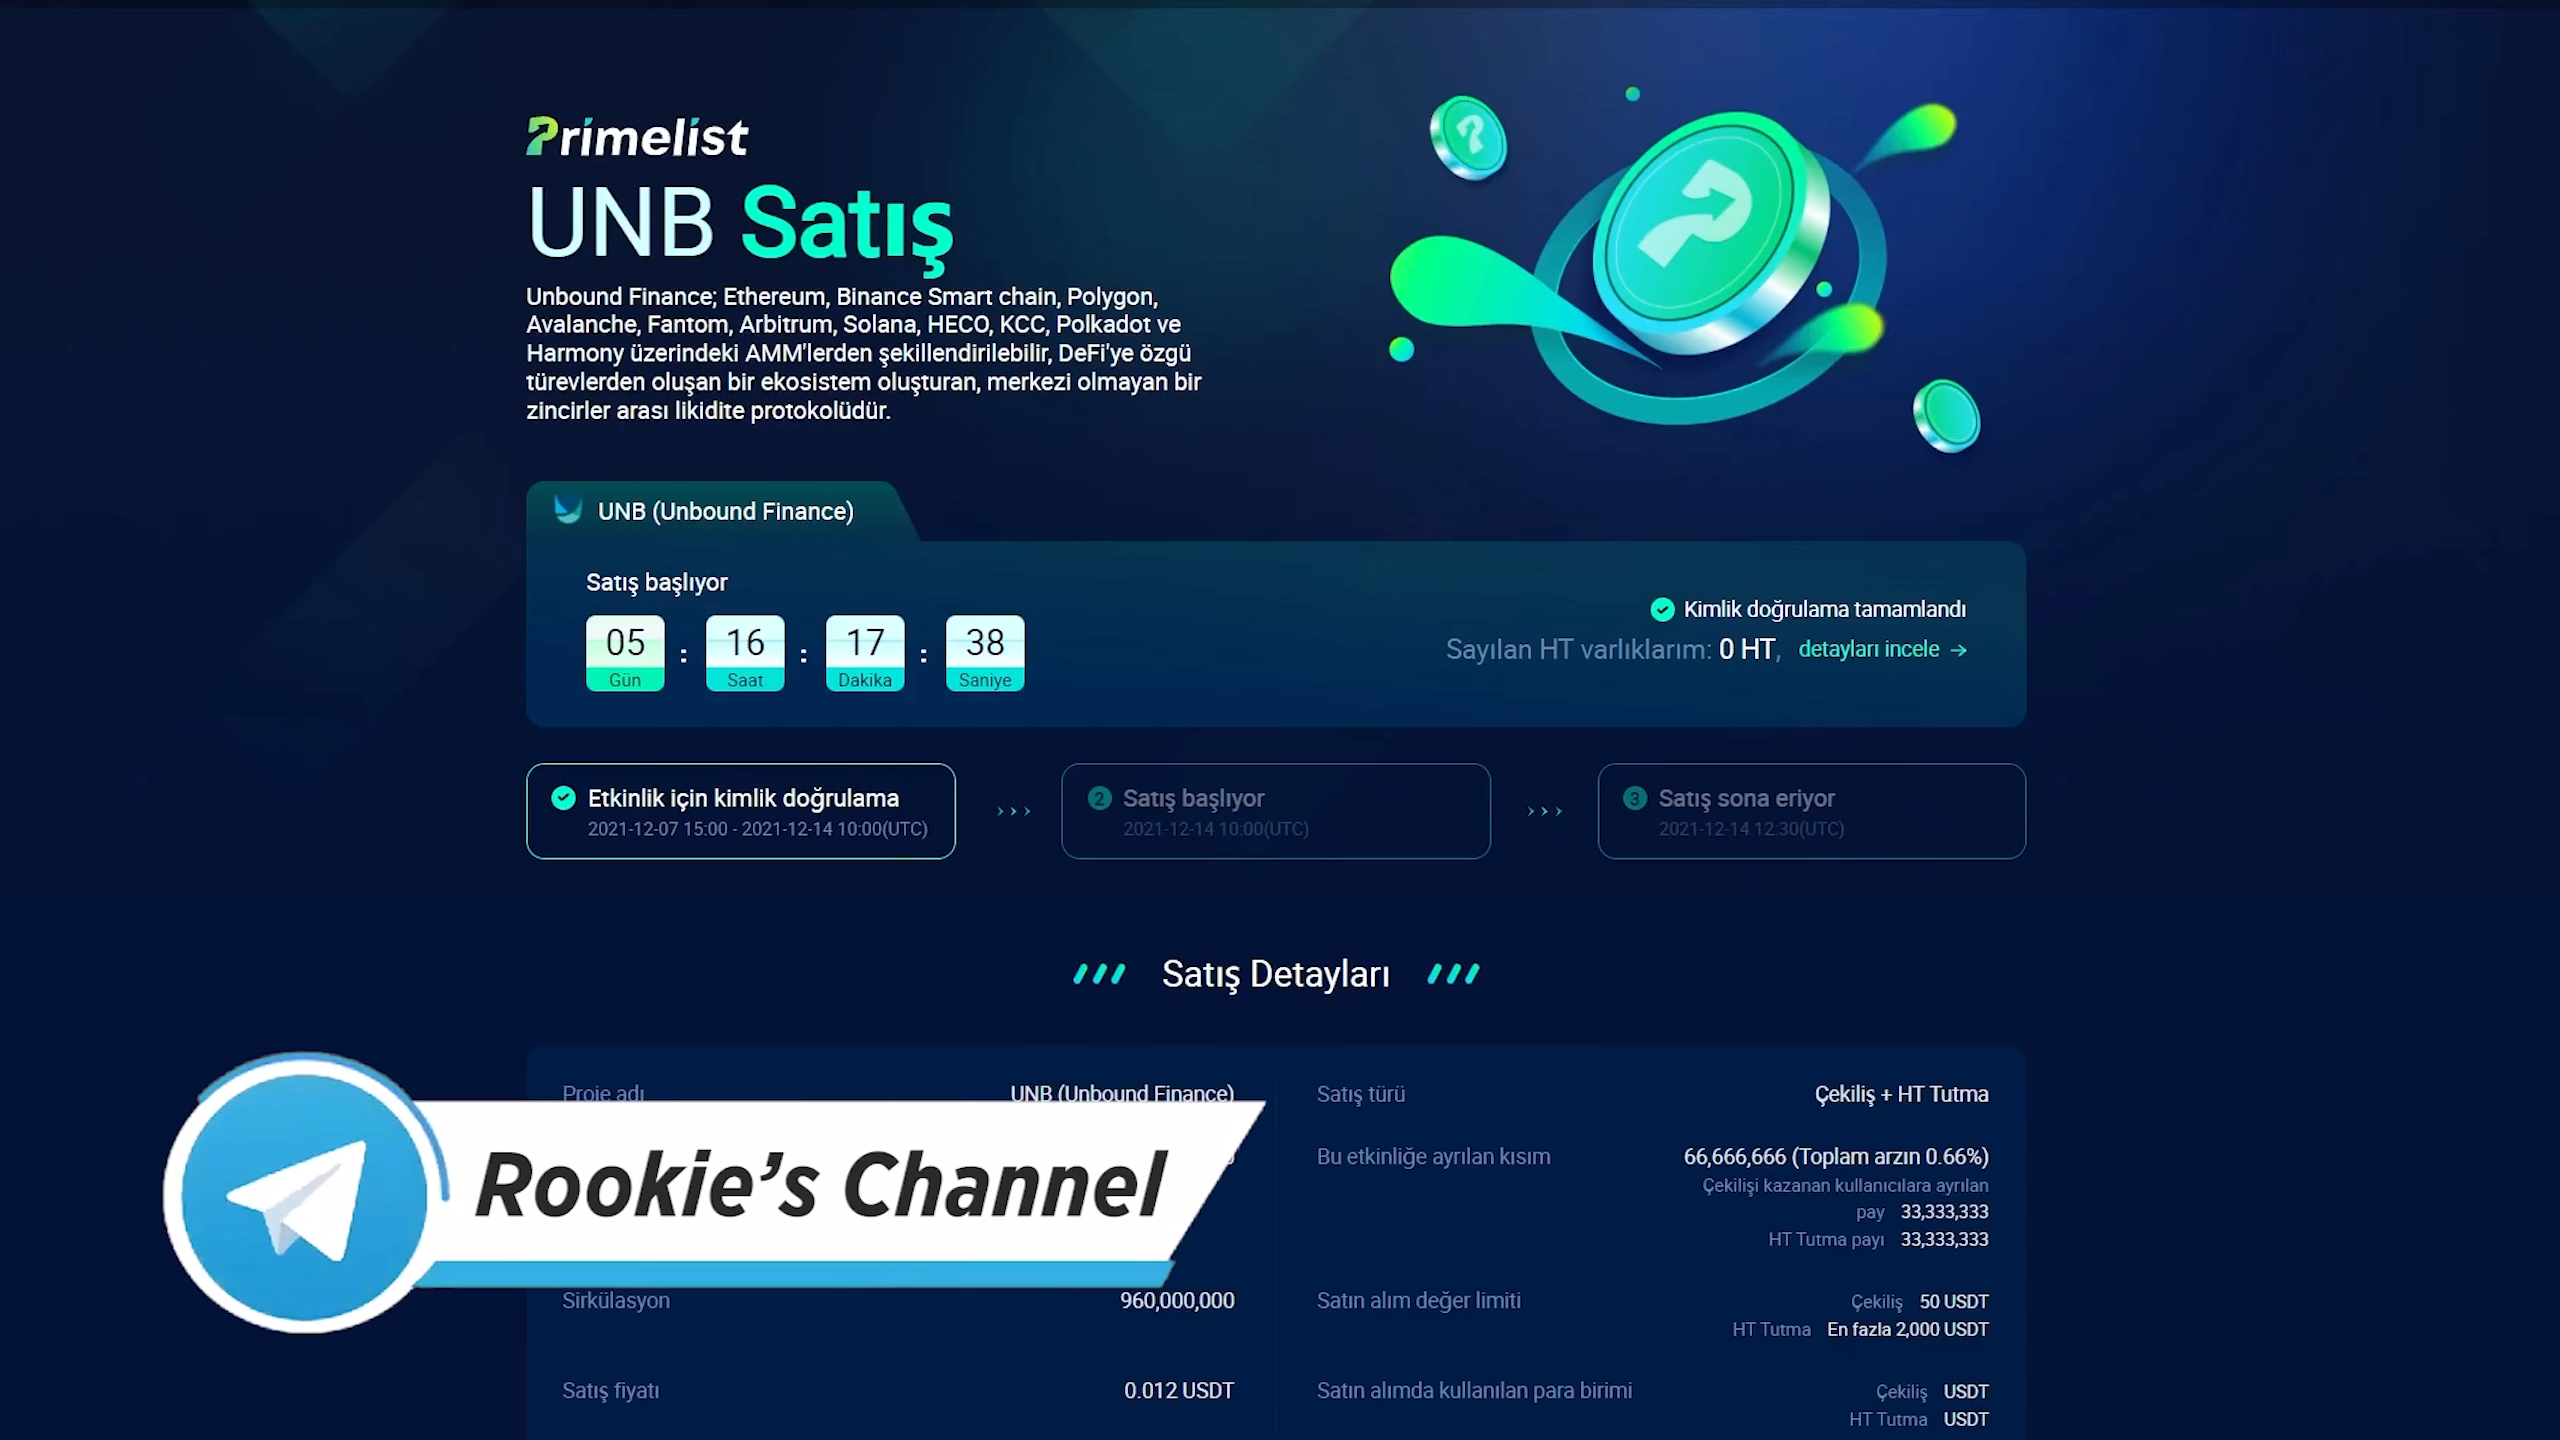 Primelist
UNB Satış
Unbound Finance; Ethereum, Binance Smart chain, Polygon,
Avalanche, Fantom, Arbitrum, Solana, HECO, KCC, Polkadot ve
Harmony üzerindeki AMM'lerden şekillendirilebilir, DeFi'ye özgü
türevlerden oluşan bir ekosistem oluşturan, merkezi olmayan bir
zincirler arası likidite protokolüdür.
UNB (Unbound Finance)
Satış başlıyor
05 : 16 : 17 : 38
Gün Saat Dakika Saniye
Kimlik doğrulama tamamlandı
Sayılan HT varlıklarım: 0 HT, detayları incele →
Etkinlik için kimlik doğrulama
2021-12-07 15:00 - 2021-12-14 10:00(UTC)
2 Satış başlıyor
2021-12-14 10:00(UTC)
3 Satış sona eriyor
2021-12-14 12:30(UTC)
Satış Detayları
Proje adı UNB (Unbound Finance)
Satış türü Çekiliş + HT Tutma
Rookie's Channel
Bu etkinliğe ayrılan kısım 66,666,666 (Toplam arzın 0.66%)
Çekilişi kazanan kullanıcılara ayrılan
pay 33,333,333
HT Tutma payı 33,333,333
Sirkülasyon 960,000,000
Satın alım değer limiti Çekiliş 50 USDT
HT Tutma En fazla 2,000 USDT
Satış fiyatı 0.012 USDT
Satın alımda kullanılan para birimi Çekiliş USDT
HT Tutma USDT